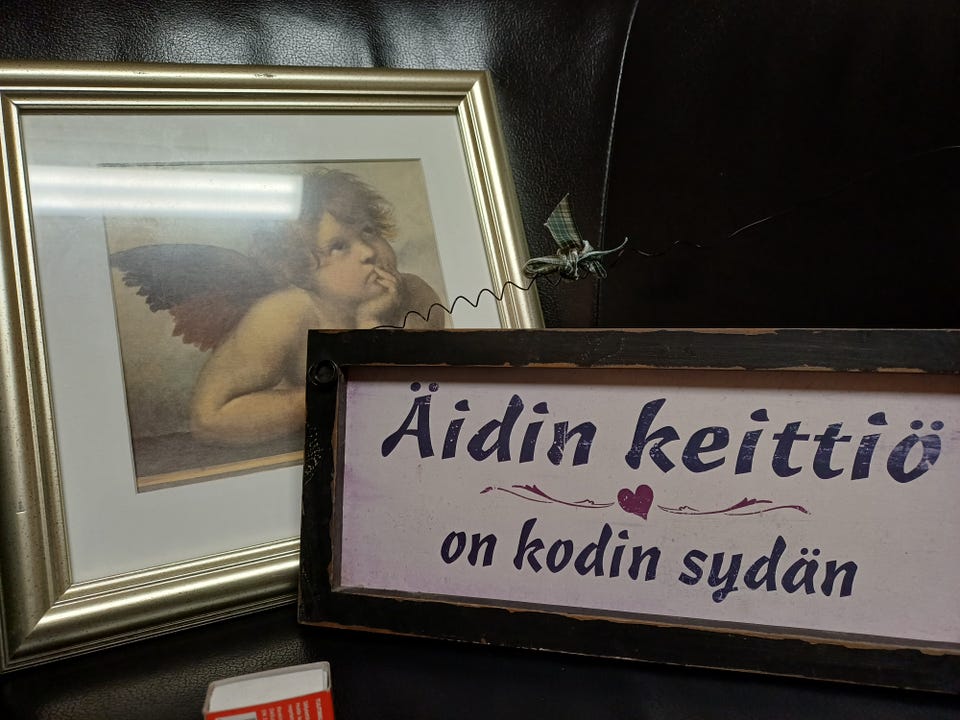 Äidin keittiö
on kodin sydän